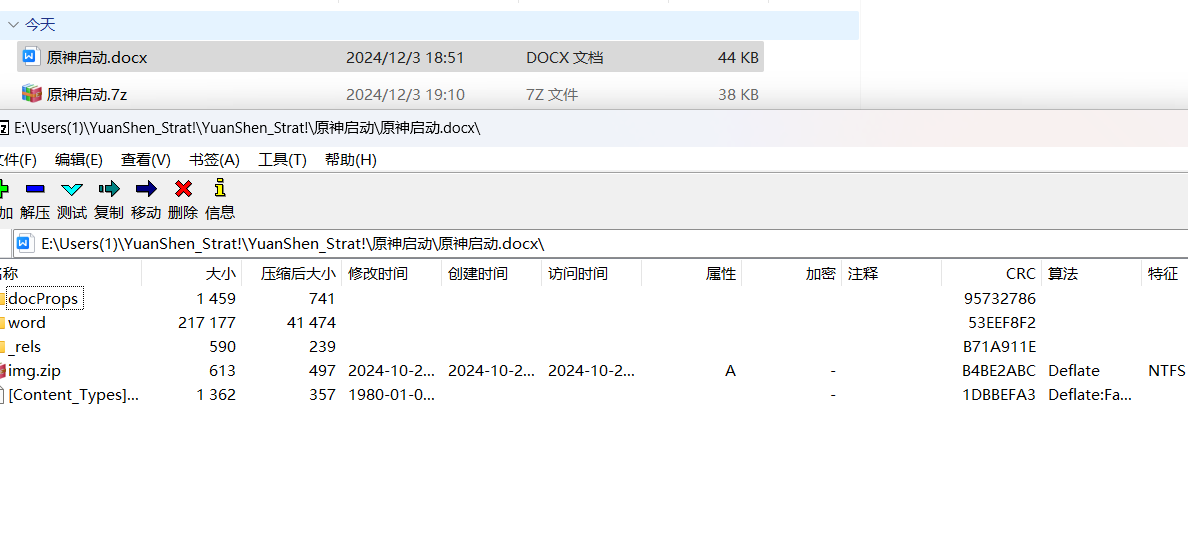 今天
原神启动.docx 2024/12/3 18:51 DOCX 文档 44 KB
原神启动.7z 2024/12/3 19:10 7Z 文件 38 KB
E:\Users(1)\YuanShen_Strat!\YuanShen_Strat!\原神启动\原神启动.docx\
文件(F) 编辑(E) 查看(V) 书签(A) 工具(T) 帮助(H)
加 解压 测试 复制 移动 删除 信息
E:\Users(1)\YuanShen_Strat!\YuanShen_Strat!\原神启动\原神启动.docx\
名称 大小 压缩后大小 修改时间 创建时间 访问时间 属性 加密 注释 CRC 算法 特征
docProps 1 459 741 95732786
word 217 177 41 474 53EEF8F2
_rels 590 239 B71A911E
img.zip 613 497 2024-10-2... 2024-10-2... 2024-10-2... A - B4BE2ABC Deflate NTFS
[Content_Types]... 1 362 357 1980-01-0... - 1DBBEFA3 Deflate:Fa...